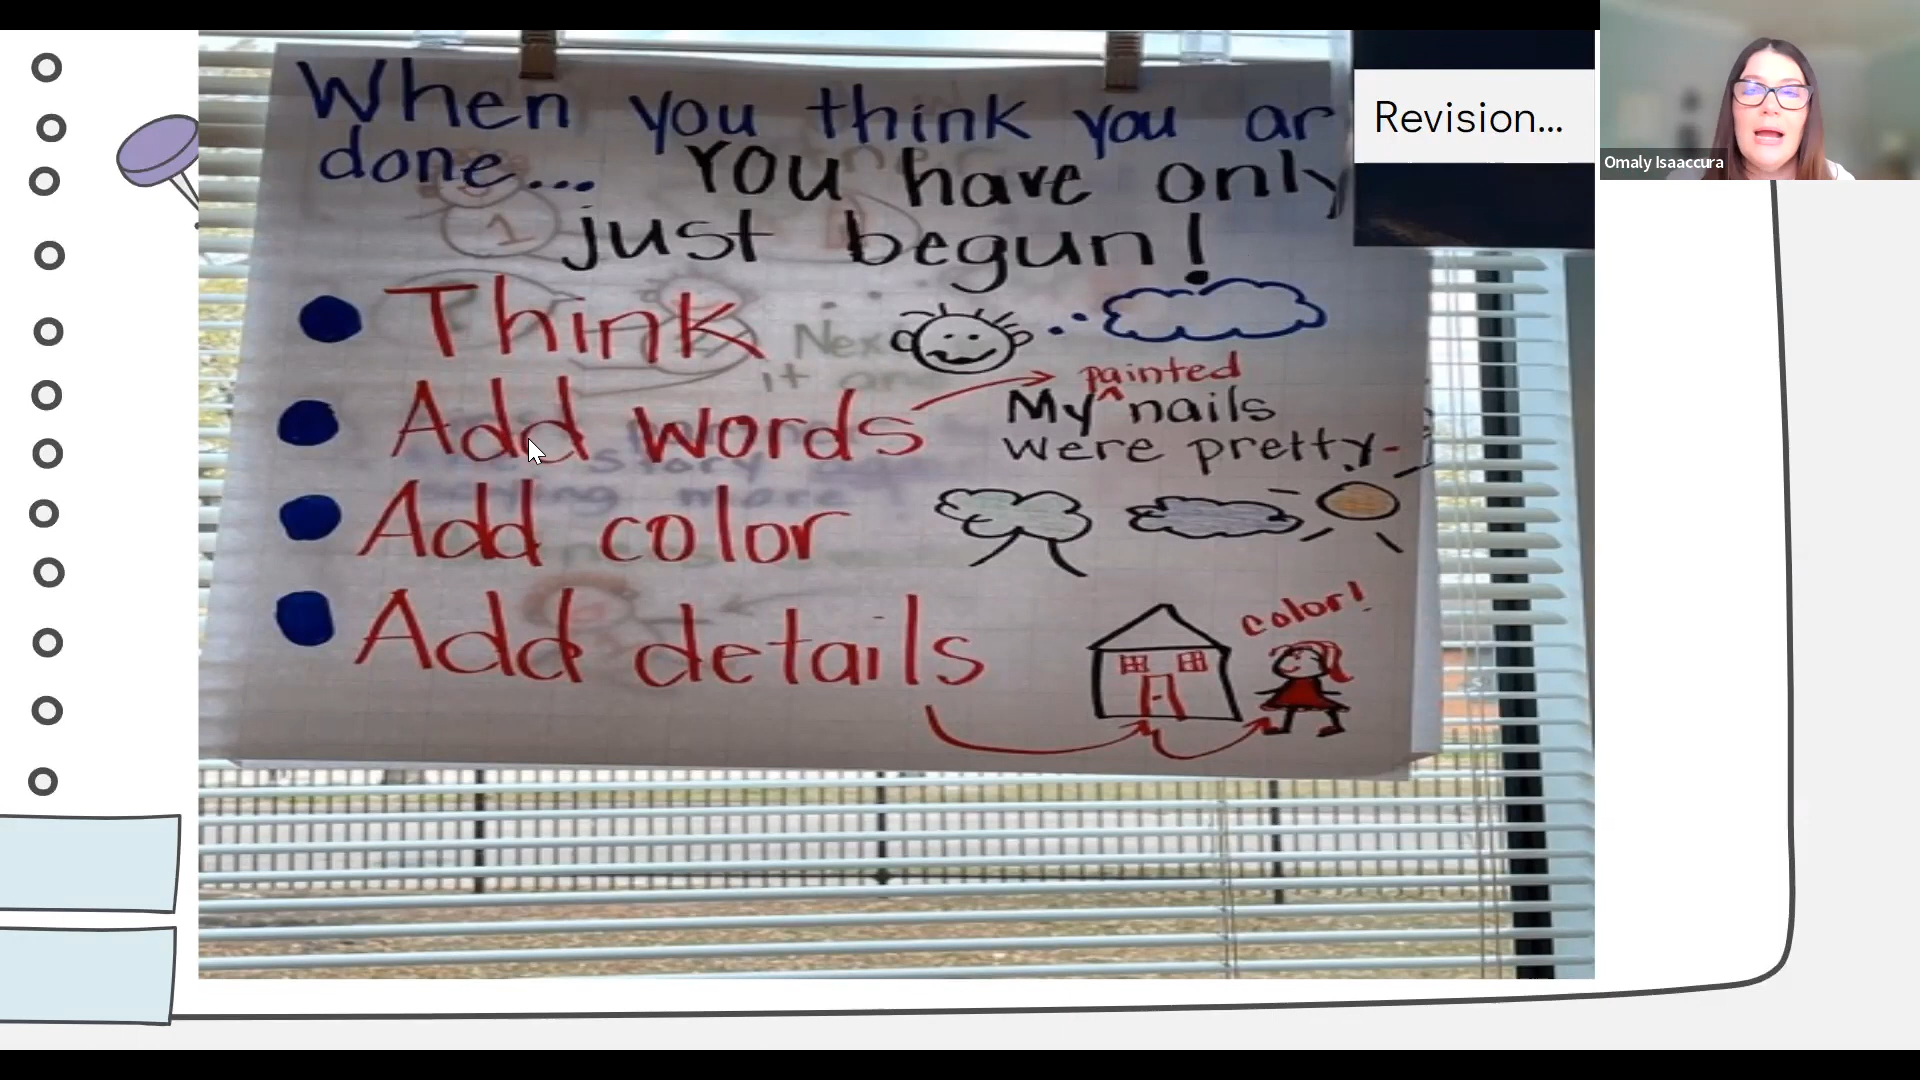 When you think you ar
done... You have only
just begun!
Revision...
Omaly Isaaccura
Think
Add words
painted
My ^ nails
were pretty.
Add color
Add details
color!